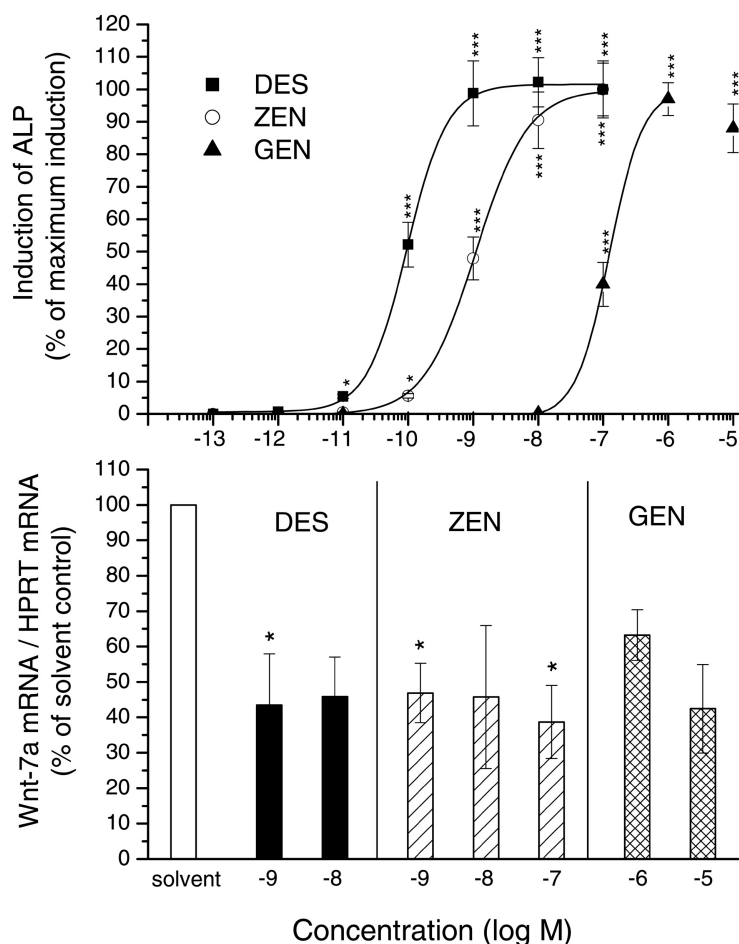 120
110
100
90
80
70
60
50
40
30
20
10
0
Induction of ALP
(% of maximum induction)
DES
ZEN
GEN
*** *** *** *** ***
*** *** *** *** ***
* *
-13 -12 -11 -10 -9 -8 -7 -6 -5
110
100
90
80
70
60
50
40
30
20
10
0
Wnt-7a mRNA / HPRT mRNA
(% of solvent control)
DES ZEN GEN
* * *
solvent -9 -8 -9 -8 -7 -6 -5
Concentration (log M)